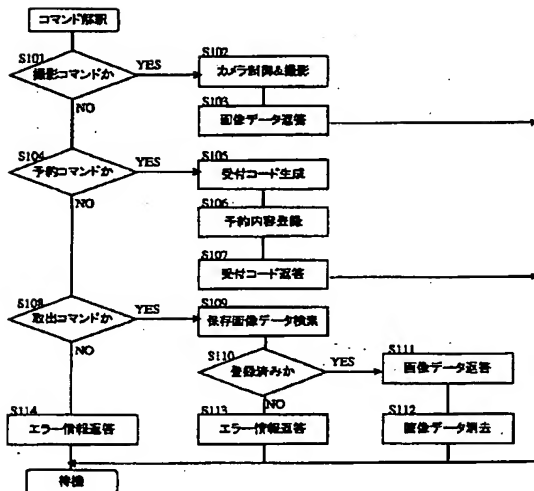 コマンド解釈
S101
撮影コマンドか
YES
S102
カメラ制御&撮影
NO
S103
画像データ返答
S104
予約コマンドか
YES
S105
受付コード生成
NO
S106
予約内容登録
S107
受付コード返答
S108
取出コマンドか
YES
S109
保存画像データ検索
NO
S110
登録済みか
YES
S111
画像データ返答
NO
S112
画像データ消去
S114
エラー情報返答
S113
エラー情報返答
待機